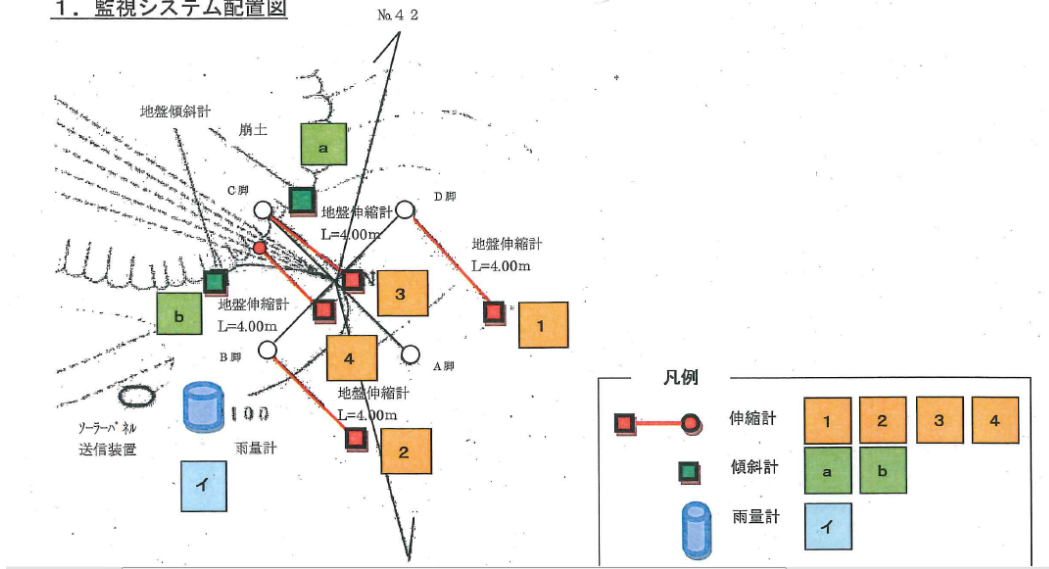 1．監視システム配置図
№４２
地盤傾斜計
崩土
a
C脚
D脚
地盤伸縮計
L=4.00m
地盤伸縮計
L=4.00m
3
b
地盤伸縮計
L=4.00m
1
B脚
4
A脚
地盤伸縮計
L=4.00m
100
ソーラーパネル
送信装置
雨量計
2
イ
凡例
伸縮計
1
2
3
4
傾斜計
a
b
雨量計
イ